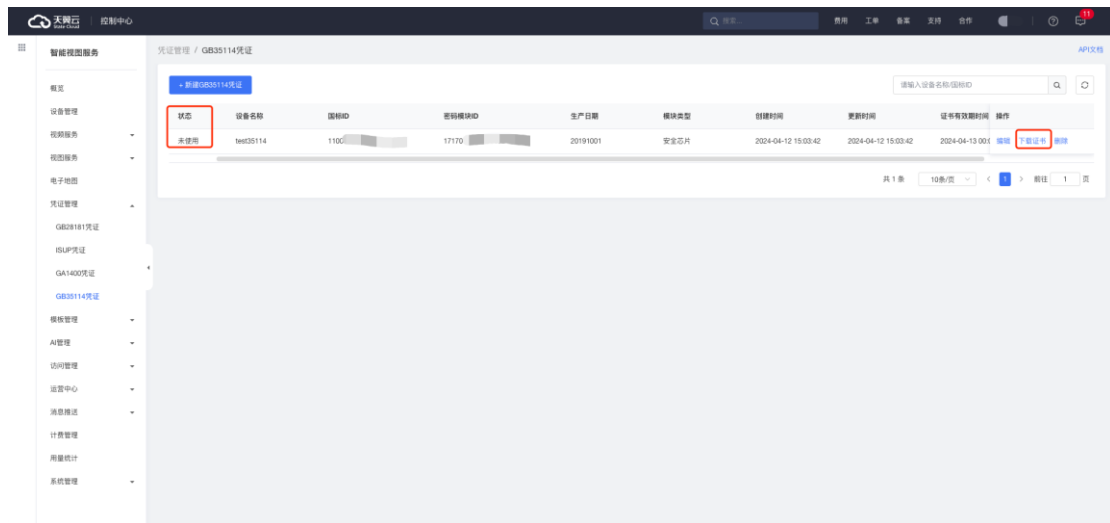 天翼云 控制中心 搜索... 费用 工单 备案 支持 合作 11
State Cloud
智能视图服务
凭证管理 / GB35114凭证 API文档
+ 新建GB35114凭证 请输入设备名称/国标ID
状态 设备名称 国标ID 密码模块ID 生产日期 模块类型 创建时间 更新时间 证书有效期时间 操作
未使用 test35114 1100 17170 20191001 安全芯片 2024-04-12 15:03:42 2024-04-12 15:03:42 2024-04-13 00:0 编辑 下载证书 删除
共 1 条 10条/页 1 前往 1 页
概览
设备管理
视频服务
视图服务
电子地图
凭证管理
GB28181凭证
ISUP凭证
GA1400凭证
GB35114凭证
模板管理
AI管理
访问管理
运营中心
消息推送
计费管理
用量统计
系统管理